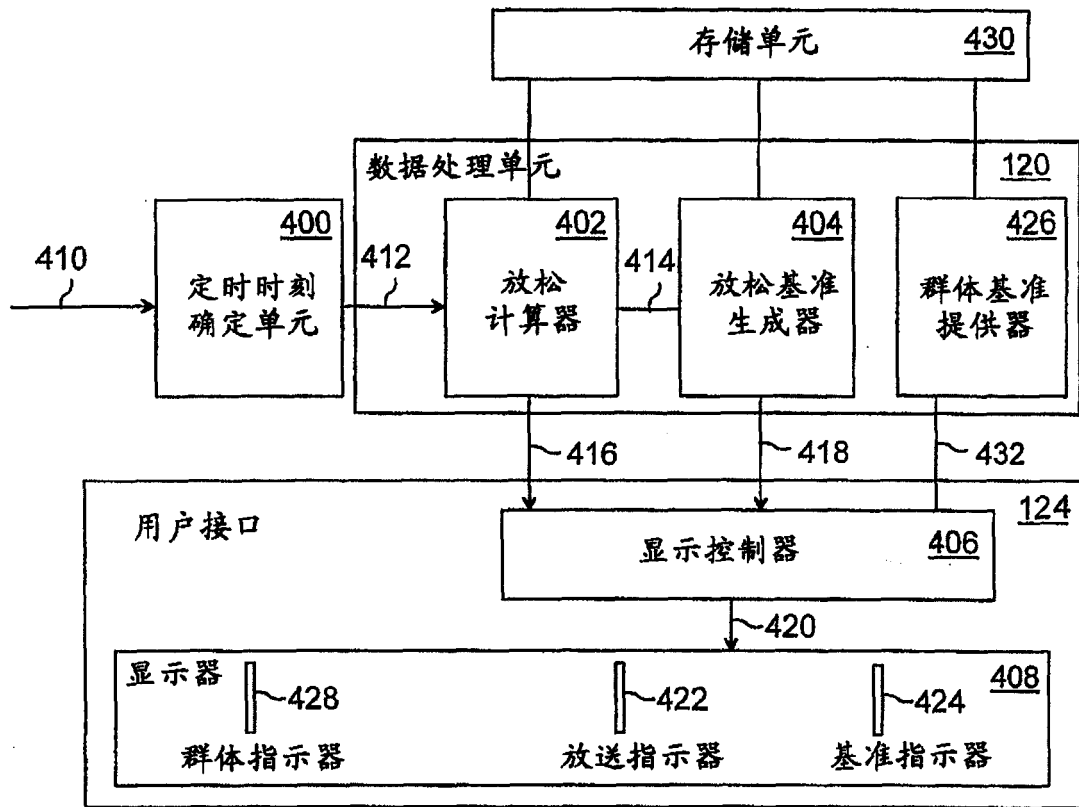 存储单元 430
数据处理单元 120
400
定时时刻
确定单元
402
放松
计算器
404
放松基准
生成器
426
群体基准
提供器
410
412
414
416
418
432
用户接口 124
显示控制器 406
420
显示器 408
428
422
424
群体指示器
放送指示器
基准指示器